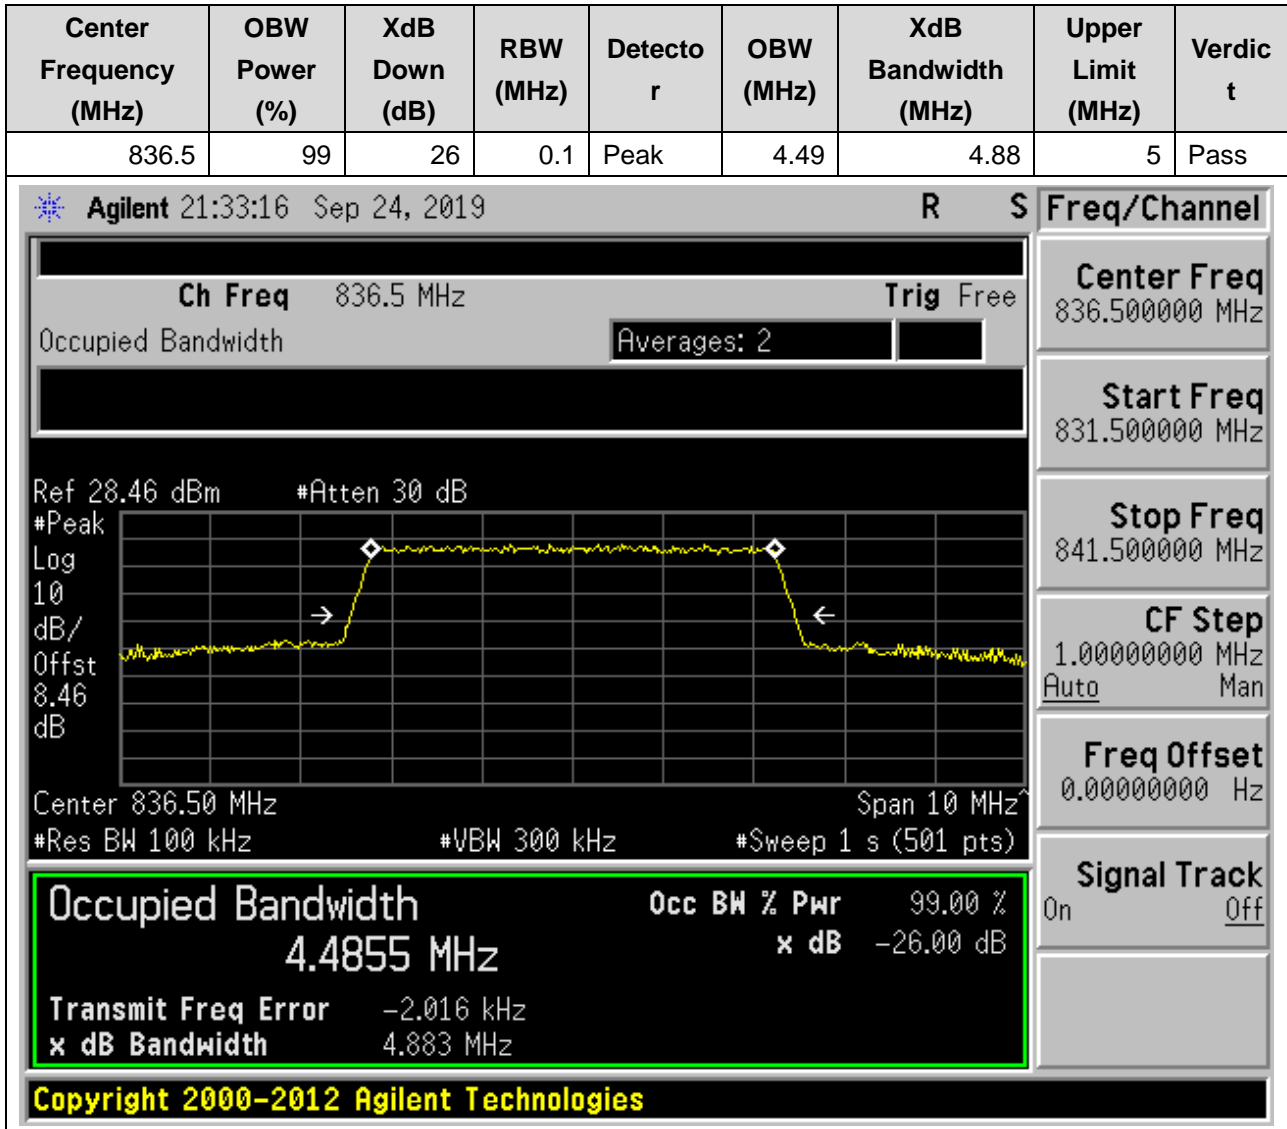 Center Frequency (MHz) OBW Power (%) XdB Down (dB) RBW (MHz) Detecto r OBW (MHz) XdB Bandwidth (MHz) Upper Limit (MHz) Verdic t
836.5 99 26 0.1 Peak 4.49 4.88 5 Pass
Agilent 21:33:16 Sep 24, 2019 R S
Freq/Channel
Ch Freq 836.5 MHz Trig Free
Occupied Bandwidth Averages: 2
Center Freq
836.500000 MHz
Start Freq
831.500000 MHz
Stop Freq
841.500000 MHz
CF Step
1.00000000 MHz
Auto Man
Freq Offset
0.00000000 Hz
Signal Track
On Off
Ref 28.46 dBm #Atten 30 dB
#Peak
Log
10
dB/
Offst
8.46
dB
Center 836.50 MHz Span 10 MHz^
#Res BW 100 kHz #VBW 300 kHz #Sweep 1 s (501 pts)
Occupied Bandwidth Occ BW % Pwr 99.00 %
4.4855 MHz x dB -26.00 dB
Transmit Freq Error -2.016 kHz
x dB Bandwidth 4.883 MHz
Copyright 2000-2012 Agilent Technologies